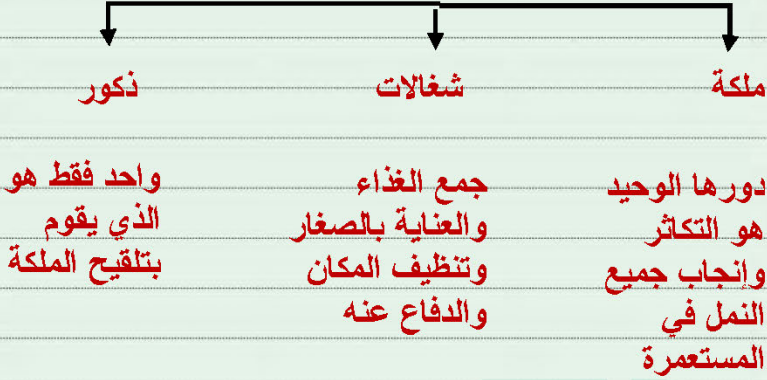 ملكة
شغالات
ذكور
دورها الوحيد
هو التكاثر
وإنجاب جميع
النمل في
المستعمرة
جمع الغذاء
والعناية بالصغار
وتنظيف المكان
والدفاع عنه
واحد فقط هو
الذي يقوم
بتلقيح الملكة